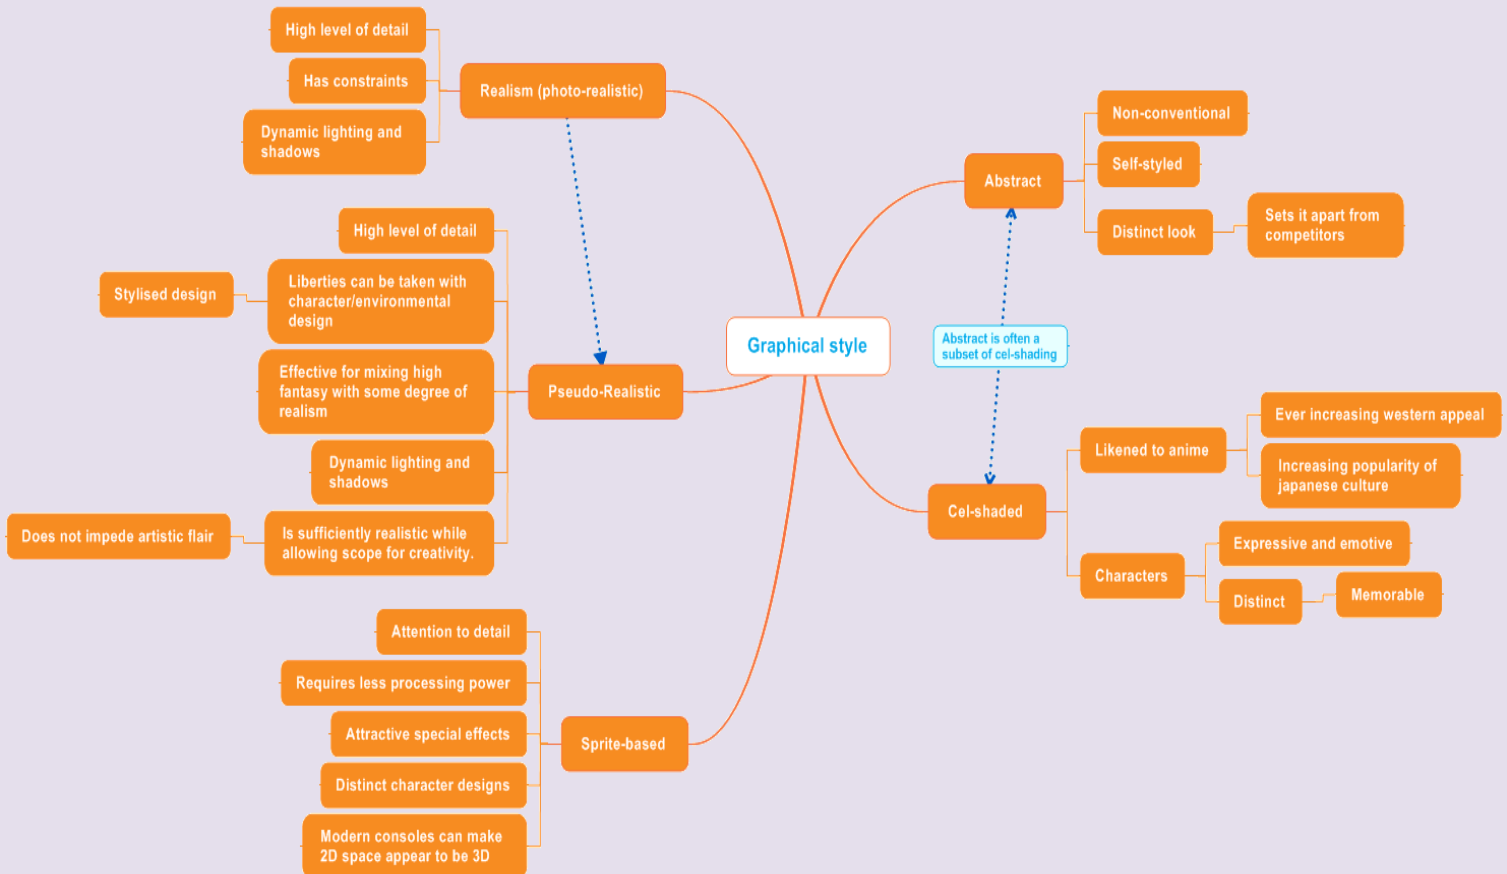 Graphical style
Realism (photo-realistic)
High level of detail
Has constraints
Dynamic lighting and
shadows
Pseudo-Realistic
High level of detail
Liberties can be taken with
character/environmental
design
Stylised design
Effective for mixing high
fantasy with some degree of
realism
Dynamic lighting and
shadows
Is sufficiently realistic while
allowing scope for creativity.
Does not impede artistic flair
Sprite-based
Attention to detail
Requires less processing power
Attractive special effects
Distinct character designs
Modern consoles can make
2D space appear to be 3D
Abstract
Non-conventional
Self-styled
Distinct look
Sets it apart from
competitors
Abstract is often a
subset of cel-shading
Cel-shaded
Likened to anime
Ever increasing western appeal
Increasing popularity of
japanese culture
Characters
Expressive and emotive
Distinct
Memorable